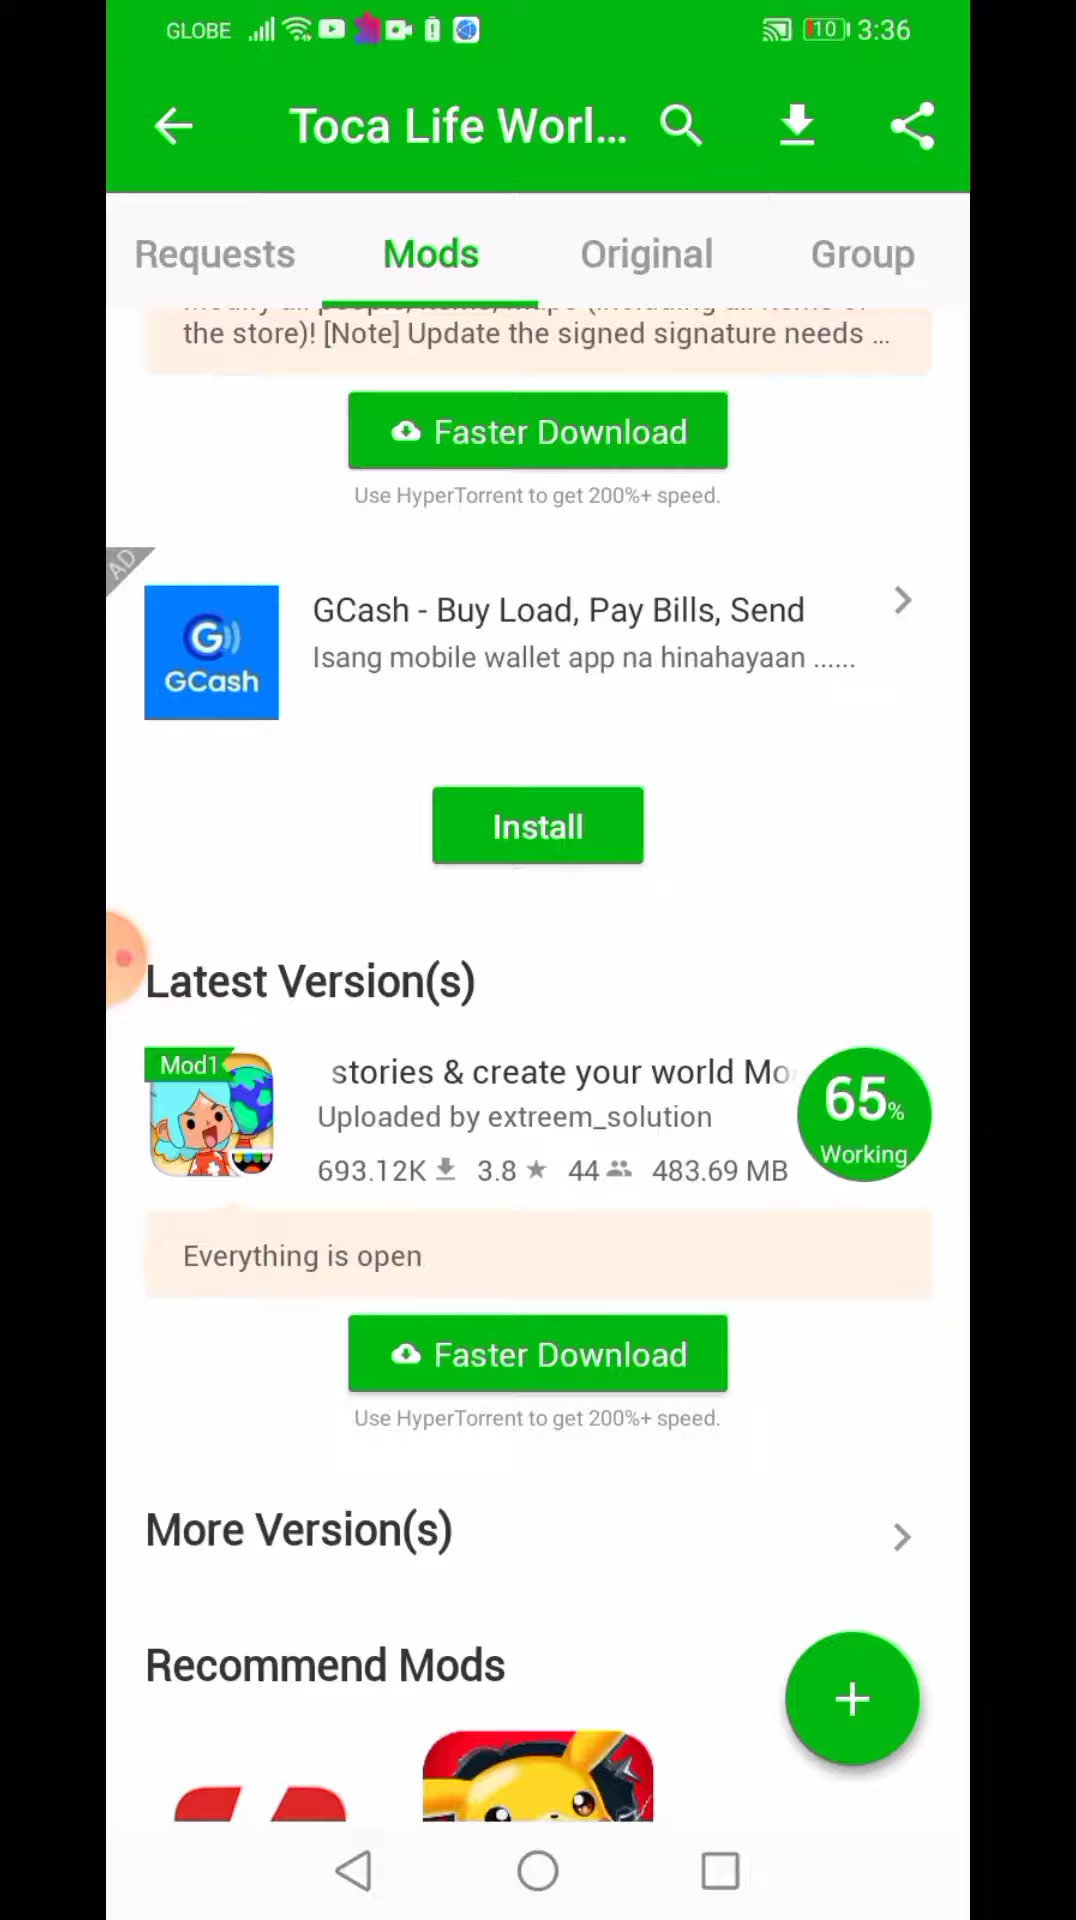 GLOBE 10 3:36
Toca Life Worl...
Requests Mods Original Group
the store)! [Note] Update the signed signature needs ...
Faster Download
Use HyperTorrent to get 200%+ speed.
AD
GCash - Buy Load, Pay Bills, Send
Isang mobile wallet app na hinahayaan ......
G
GCash
Install
Latest Version(s)
Mod1
stories & create your world Mo
Uploaded by extreem_solution
693.12K 3.8 ★ 44 483.69 MB
65%
Working
Everything is open
Faster Download
Use HyperTorrent to get 200%+ speed.
More Version(s)
Recommend Mods